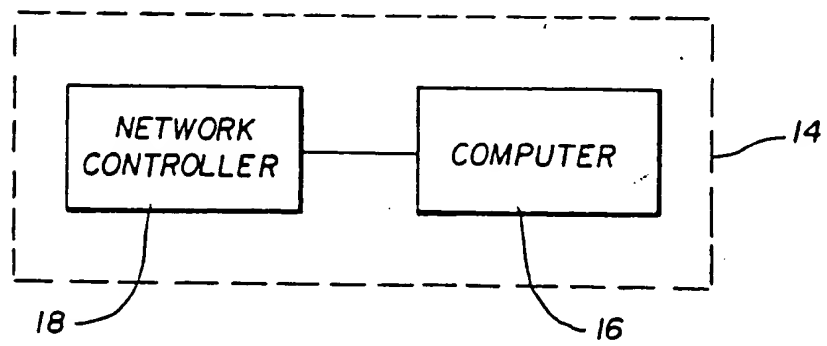 NETWORK
CONTROLLER
COMPUTER
14
18
16